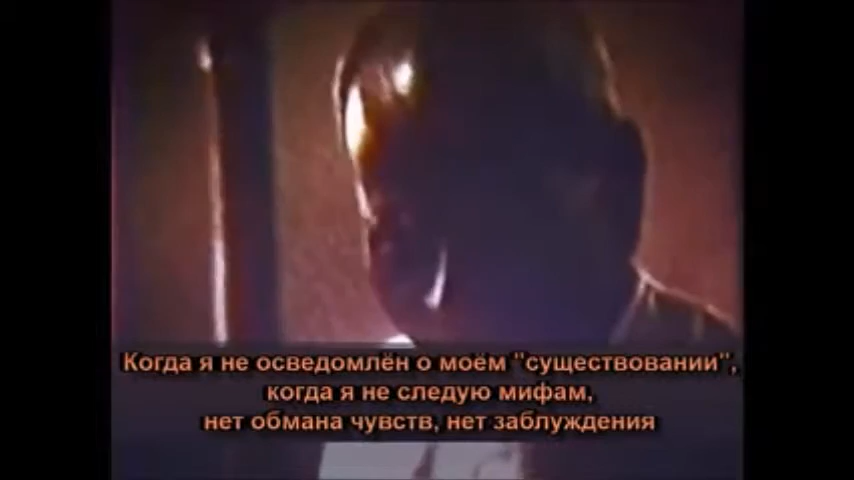 Когда я не осведомлён о моём "существовании",
когда я не следую мифам,
нет обмана чувств, нет заблуждения